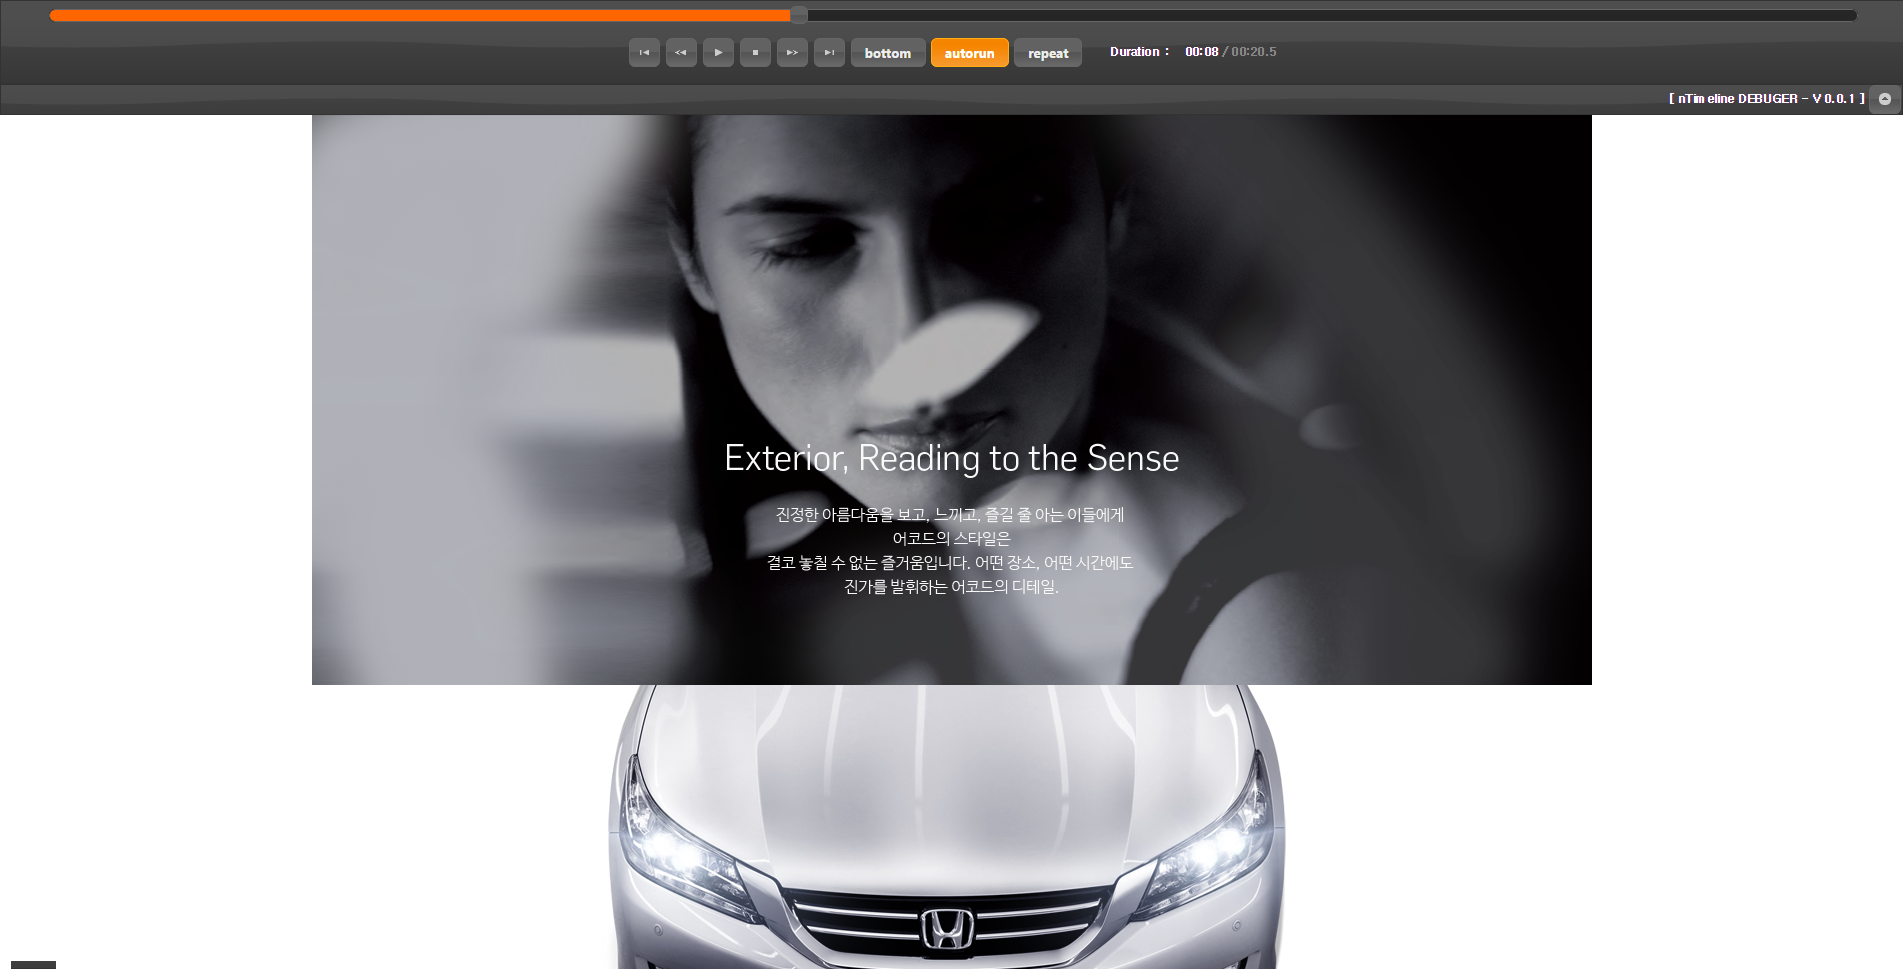 bottom autorun repeat Duration : 00:08 / 00:20.5
[ nTimeline DEBUGER - V 0.0.1 ]
Exterior, Reading to the Sense
진정한 아름다움을 보고, 느끼고, 즐길 줄 아는 이들에게
어코드의 스타일은
결코 놓칠 수 없는 즐거움입니다. 어떤 장소, 어떤 시간에도
진가를 발휘하는 어코드의 디테일.